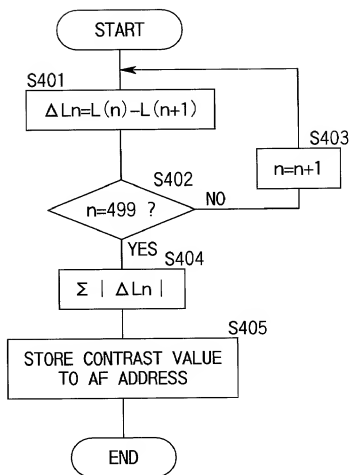 START
S401
ΔLn=L(n)-L(n+1)
S403
n=n+1
S402
n=499 ?
NO
YES
S404
Σ | ΔLn |
S405
STORE CONTRAST VALUE
TO AF ADDRESS
END